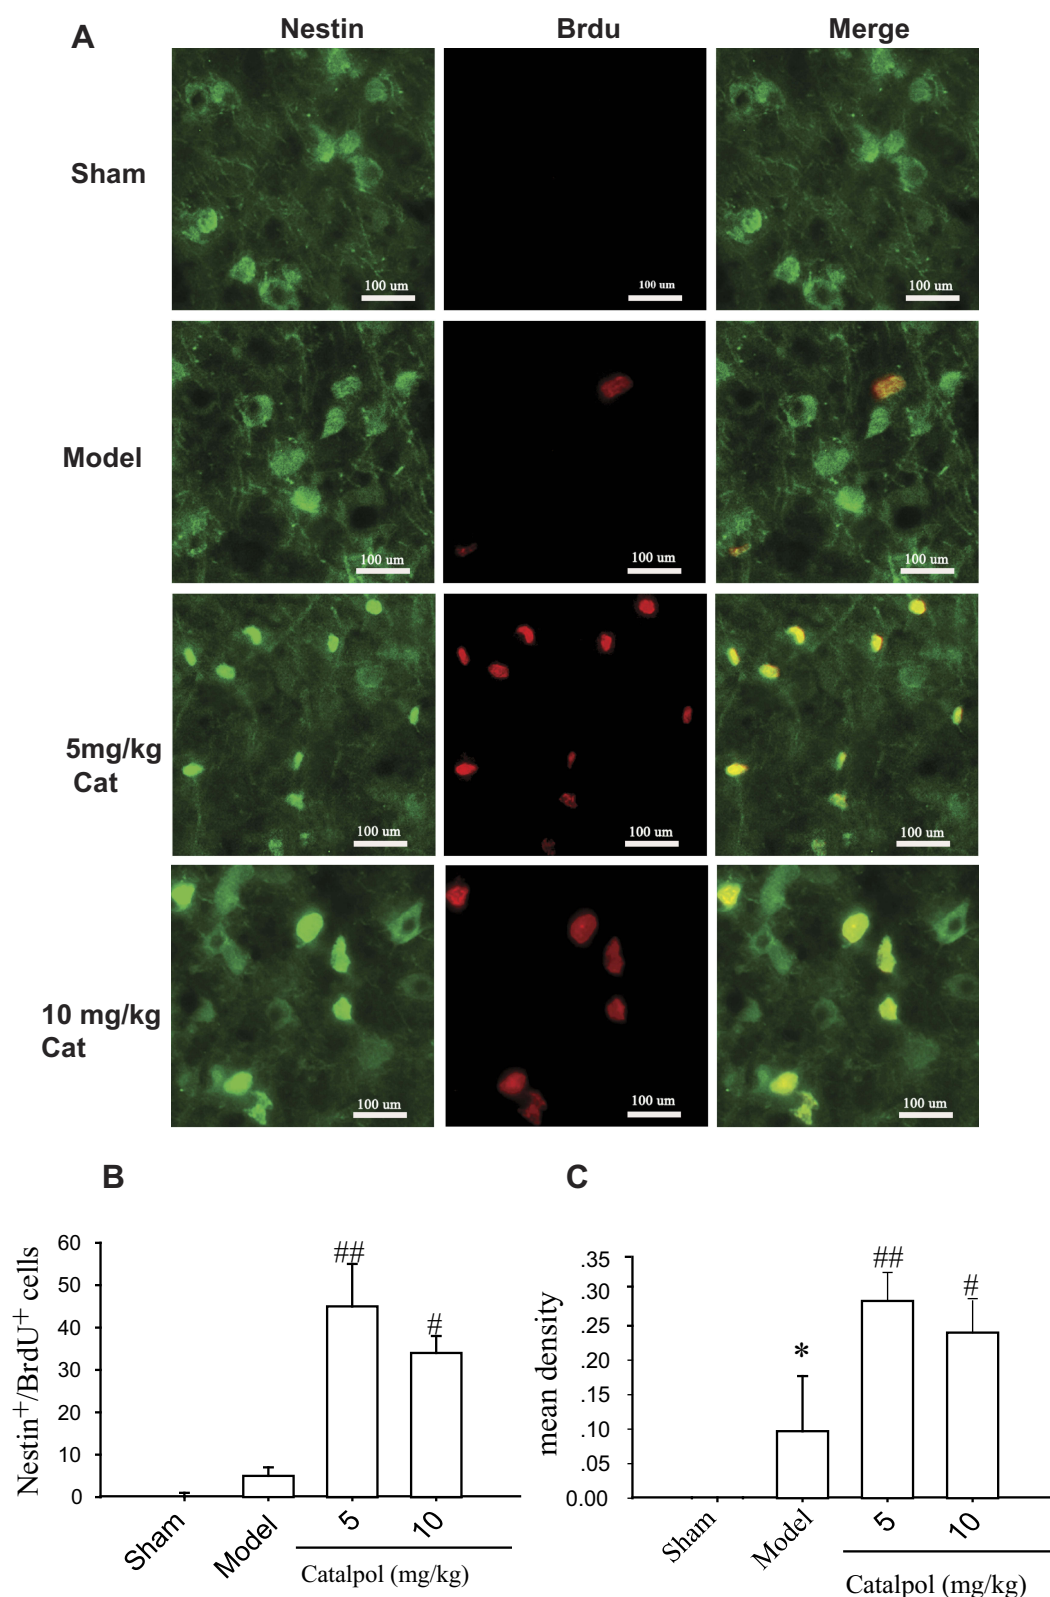 A
Nestin Brdu Merge
Sham
100 um 100 um 100 um
Model
100 um 100 um 100 um
5mg/kg
Cat
100 um 100 um 100 um
10 mg/kg
Cat
100 um 100 um 100 um
B
Nestin+/BrdU+ cells
60
50
40
30
20
10
0
##
#
Sham Model 5 10
Catalpol (mg/kg)
C
mean density
.35
.30
.25
.20
.15
.10
.05
0.00
*
##
#
Sham Model 5 10
Catalpol (mg/kg)